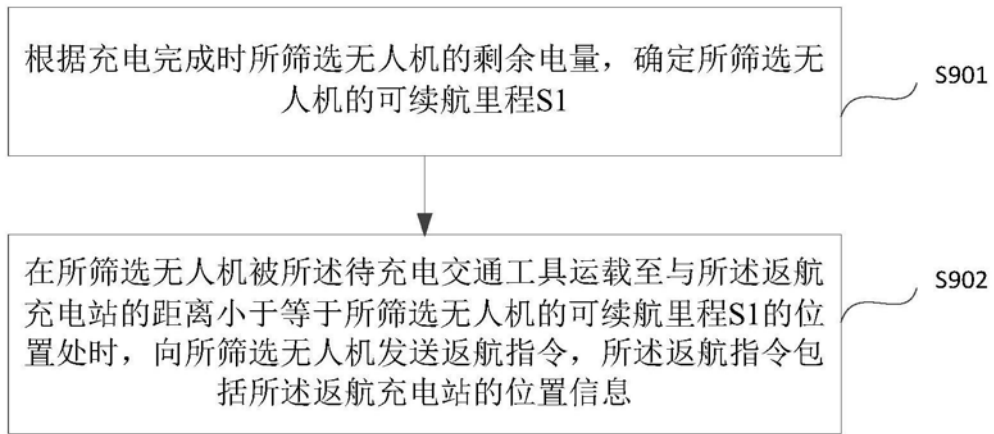 根据充电完成时所筛选无人机的剩余电量，确定所筛选无
人机的可续航里程S1
S901
在所筛选无人机被所述待充电交通工具运载至与所述返航
充电站的距离小于等于所筛选无人机的可续航里程S1的位
置处时，向所筛选无人机发送返航指令，所述返航指令包
括所述返航充电站的位置信息
S902